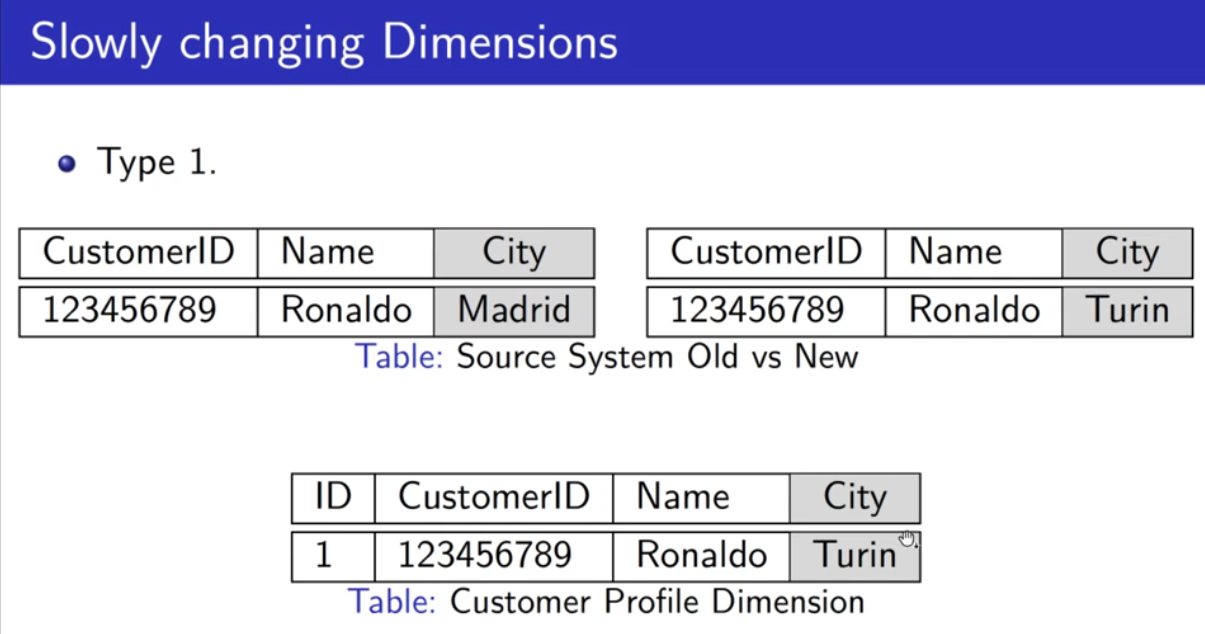 Slowly changing Dimensions
Type 1.
CustomerID Name City
123456789 Ronaldo Madrid
CustomerID Name City
123456789 Ronaldo Turin
Table: Source System Old vs New
ID CustomerID Name City
1 123456789 Ronaldo Turin
Table: Customer Profile Dimension